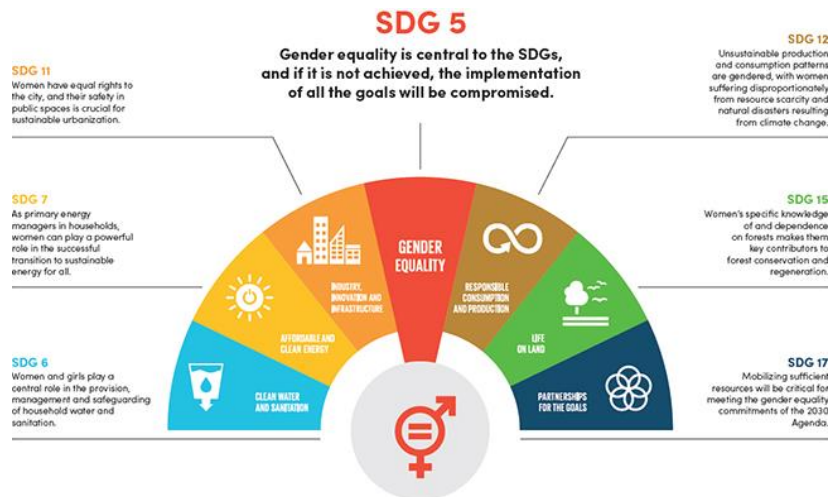 SDG 5
Gender equality is central to the SDGs,
and if it is not achieved, the implementation
of all the goals will be compromised.
SDG 11
Women have equal rights to
the city, and their safety in
public spaces is crucial for
sustainable urbanization.
SDG 7
As primary energy
managers in households,
women can play a powerful
role in the successful
transition to sustainable
energy for all.
SDG 6
Women and girls play a
central role in the provision,
management and safeguarding
of household water and
sanitation.
SDG 12
Unsustainable production
and consumption patterns
are gendered, with women
suffering disproportionately
from resource scarcity and
natural disasters resulting
from climate change.
SDG 15
Women's specific knowledge
of and dependence
on forests makes them
key contributors to
forest conservation and
regeneration.
SDG 17
Mobilizing sufficient
resources will be critical for
meeting the gender equality
commitments of the 2030
Agenda.
CLEAN WATER
AND SANITATION
AFFORDABLE AND
CLEAN ENERGY
INDUSTRY,
INNOVATION AND
INFRASTRUCTURE
GENDER
EQUALITY
RESPONSIBLE
CONSUMPTION
AND PRODUCTION
LIFE
ON LAND
PARTNERSHIPS
FOR THE GOALS